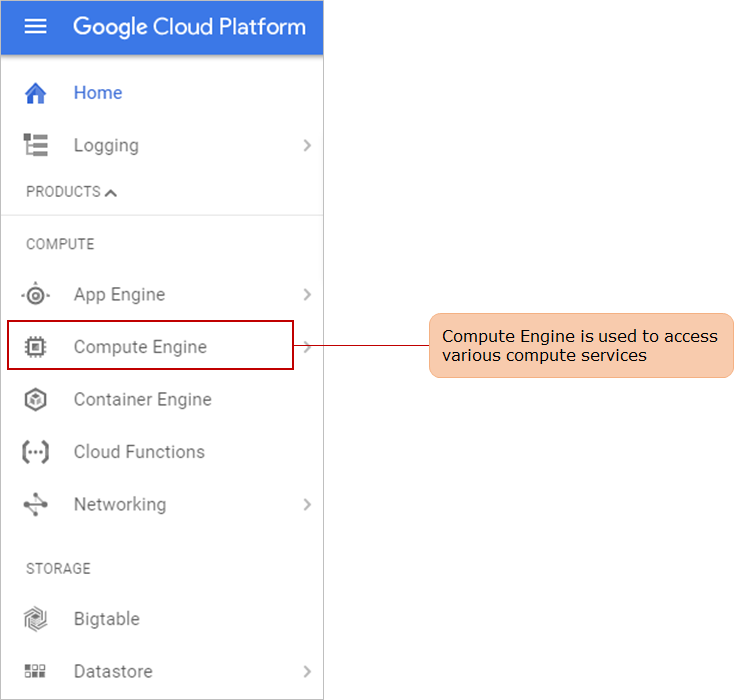 Google Cloud Platform
Home
Logging
PRODUCTS
COMPUTE
App Engine
Compute Engine
Compute Engine is used to access
various compute services
Container Engine
Cloud Functions
Networking
STORAGE
Bigtable
Datastore